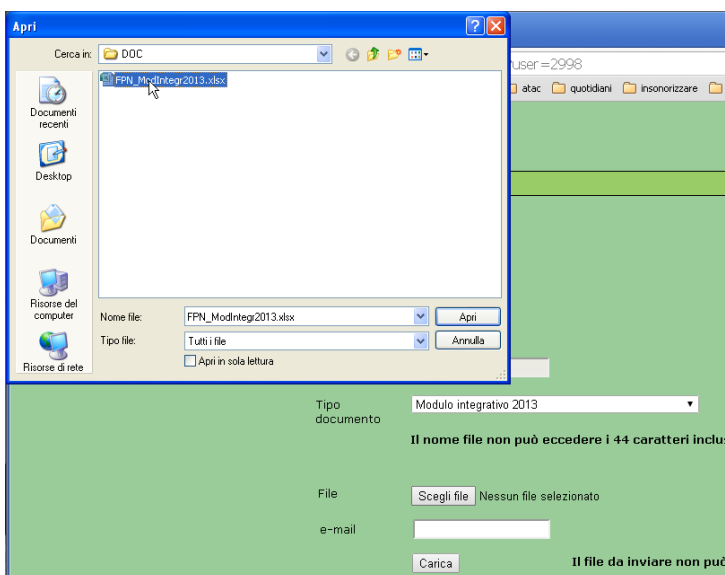 Apri
Cerca in: DOC
user=2998
atac quotidiani insonorizzare
FPN_ModIntegr2013.xlsx
Documenti recenti
Desktop
Documenti
Risorse del computer
Risorse di rete
Nome file: FPN_ModIntegr2013.xlsx Apri
Tipo file: Tutti i file Annulla
Apri in sola lettura
Tipo documento Modulo integrativo 2013
Il nome file non può eccedere i 44 caratteri inclu
File Scegli file Nessun file selezionato
e-mail
Carica Il file da inviare non può